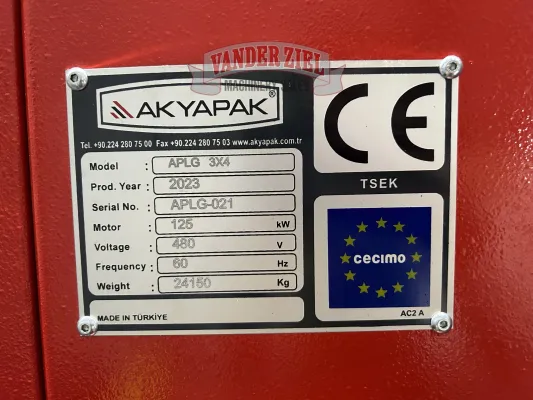 VANDER ZIEL
MACHINERY SALES
AKYAPAK®
Tel. +90.224 280 75 00 Fax +90.224 280 75 03 www.akyapak.com.tr
Model : APLG 3X4
Prod. Year : 2023
Serial No. : APLG-021
Motor : 125 kW
Voltage : 480 V
Frequency : 60 Hz
Weight : 24150 Kg
MADE IN TÜRKİYE
CE
TSEK
cecimo
AC2 A